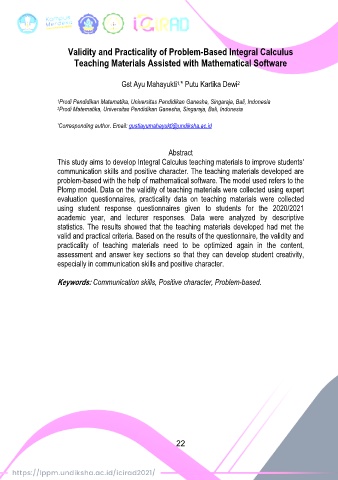 iCIRAD
Validity and Practicality of Problem-Based Integral Calculus
Teaching Materials Assisted with Mathematical Software
Gst Ayu Mahayukti¹,* Putu Kartika Dewi²
¹Prodi Pendidikan Matematika, Universitas Pendidikan Ganesha, Singaraja, Bali, Indonesia
²Prodi Matematika, Universitas Pendidikan Ganesha, Singaraja, Bali, Indonesia
*Corresponding author. Email: gustiayumahayukti@undiksha.ac.id
Abstract
This study aims to develop Integral Calculus teaching materials to improve students'
communication skills and positive character. The teaching materials developed are
problem-based with the help of mathematical software. The model used refers to the
Plomp model. Data on the validity of teaching materials were collected using expert
evaluation questionnaires, practicality data on teaching materials were collected
using student response questionnaires given to students for the 2020/2021
academic year, and lecturer responses. Data were analyzed by descriptive
statistics. The results showed that the teaching materials developed had met the
valid and practical criteria. Based on the results of the questionnaire, the validity and
practicality of teaching materials need to be optimized again in the content,
assessment and answer key sections so that they can develop student creativity,
especially in communication skills and positive character.
Keywords: Communication skills, Positive character, Problem-based.
22
https://lppm.undiksha.ac.id/icirad2021/